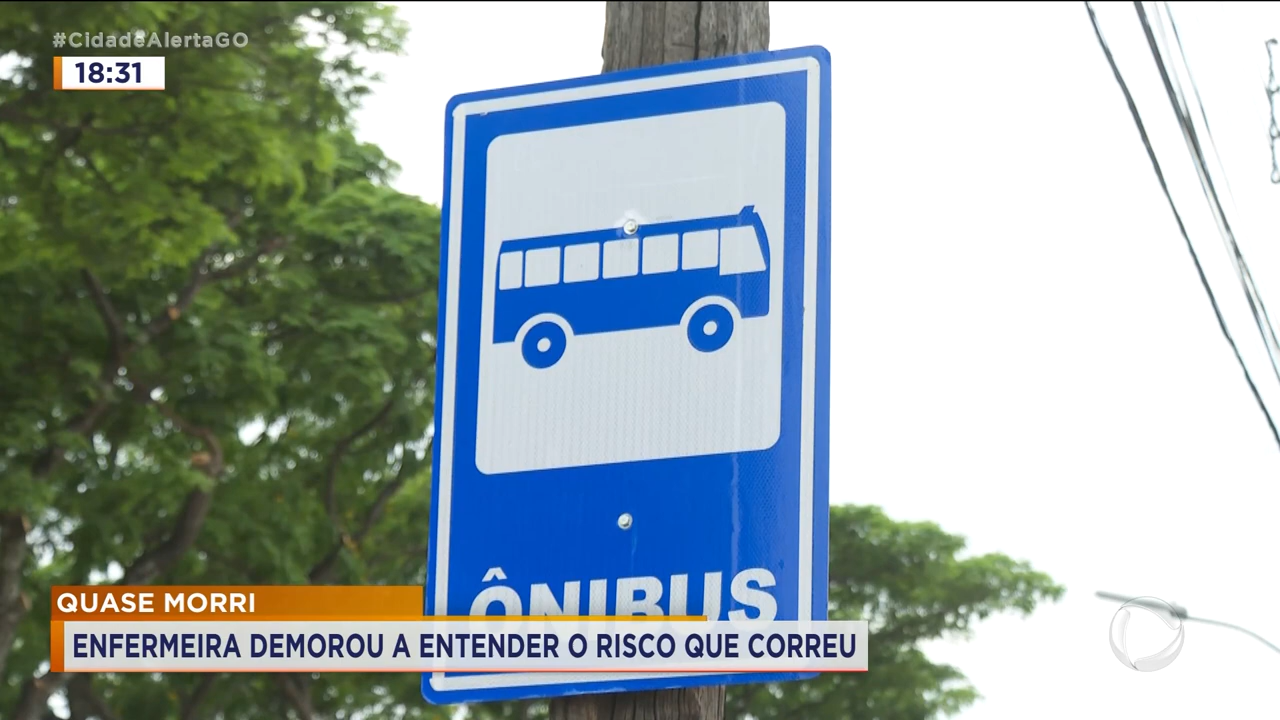 #CidadeAlertaGO
18:31
ÔNIBUS
QUASE MORRI
ENFERMEIRA DEMOROU A ENTENDER O RISCO QUE CORREU